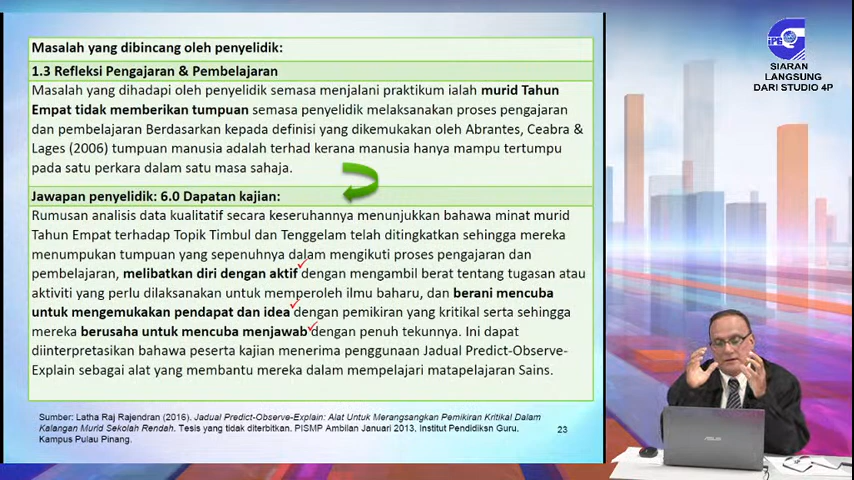 Masalah yang dibincang oleh penyelidik:
1.3 Refleksi Pengajaran & Pembelajaran
Masalah yang dihadapi oleh penyelidik semasa menjalani praktikum ialah murid Tahun
Empat tidak memberikan tumpuan semasa penyelidik melaksanakan proses pengajaran
dan pembelajaran Berdasarkan kepada definisi yang dikemukakan oleh Abrantes, Ceabra &
Lages (2006) tumpuan manusia adalah terhad kerana manusia hanya mampu tertumpu
pada satu perkara dalam satu masa sahaja.
Jawapan penyelidik: 6.0 Dapatan kajian:
Rumusan analisis data kualitatif secara keseruhannya menunjukkan bahawa minat murid
Tahun Empat terhadap Topik Timbul dan Tenggelam telah ditingkatkan sehingga mereka
menumpukan tumpuan yang sepenuhnya dalam mengikuti proses pengajaran dan
pembelajaran, melibatkan diri dengan aktif dengan mengambil berat tentang tugasan atau
aktiviti yang perlu dilaksanakan untuk memperoleh ilmu baharu, dan berani mencuba
untuk mengemukakan pendapat dan idea dengan pemikiran yang kritikal serta sehingga
mereka berusaha untuk mencuba menjawab dengan penuh tekunnya. Ini dapat
diinterpretasikan bahawa peserta kajian menerima penggunaan Jadual Predict-Observe-
Explain sebagai alat yang membantu mereka dalam mempelajari matapelajaran Sains.
Sumber: Latha Raj Rajendran (2016). Jadual Predict-Observe-Explain: Alat Untuk Merangsangkan Pemikiran Kritikal Dalam
Kalangan Murid Sekolah Rendah. Tesis yang tidak diterbitkan. PISMP Ambilan Januari 2013, Institut Pendidiksn Guru,
Kampus Pulau Pinang.
23
SIARAN
LANGSUNG
DARI STUDIO 4P
ASUS